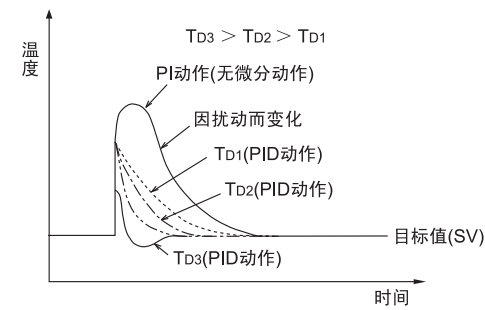 TD3 > TD2 > TD1
温度
PI动作(无微分动作)
因扰动而变化
TD1(PID动作)
TD2(PID动作)
目标值(SV)
TD3(PID动作)
时间